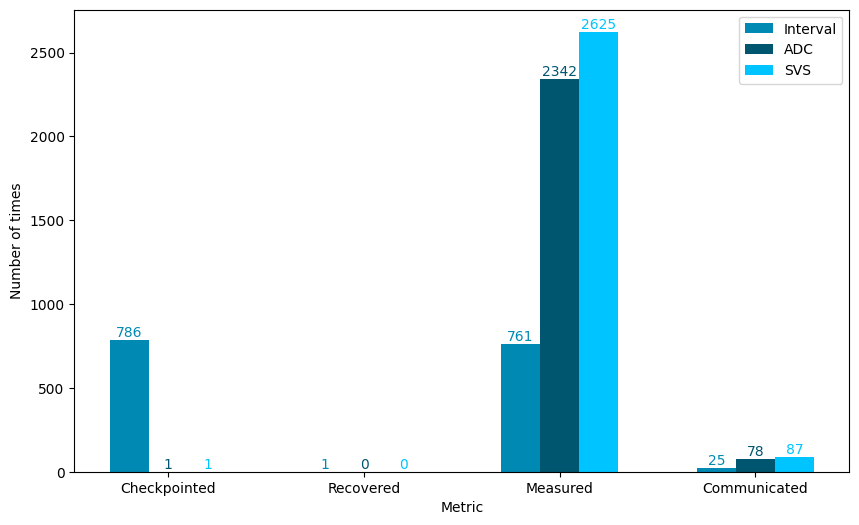 2625
Interval
2500
ADC
2342
SVS
2000
Number of times
1500
1000
786
761
500
1 1 1 0 0 25 78 87
0
Checkpointed Recovered Measured Communicated
Metric